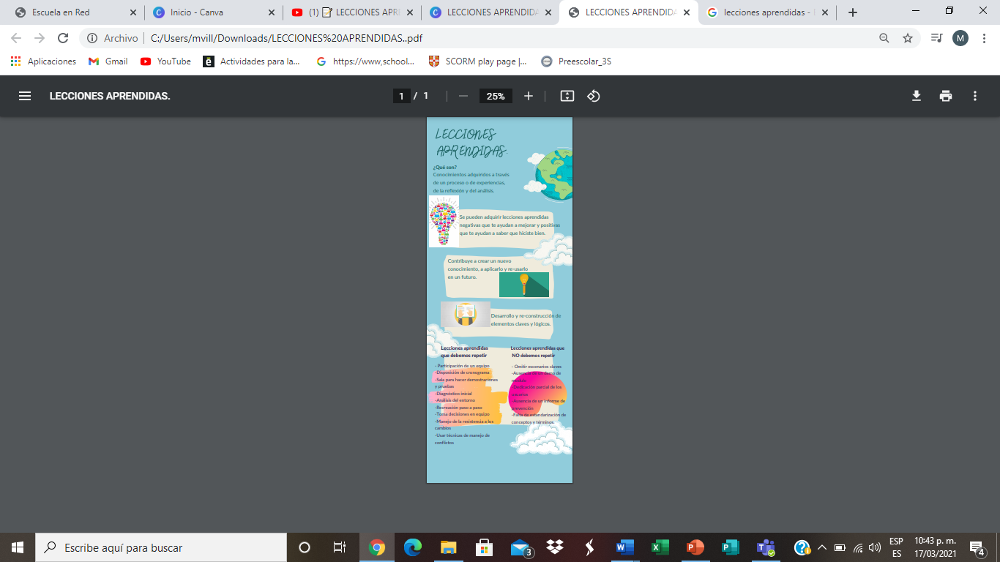 Escuela en Red
Inicio - Canva
(1) 📝 LECCIONES APRE
LECCIONES APRENDIDA
LECCIONES APRENDIDA
lecciones aprendidas - B
Archivo
C:/Users/mvill/Downloads/LECCIONES%20APRENDIDAS..pdf
M
Aplicaciones
Gmail
YouTube
Actividades para la...
https://www,school...
SCORM play page |...
Preescolar_3S
LECCIONES APRENDIDAS.
1 / 1
25%
LECCIONES
APRENDIDAS.
¿Qué son?
Conocimientos adquiridos a través
de un proceso o de experiencias,
de la reflexión y del análisis.
Se pueden adquirir lecciones aprendidas
negativas que te ayudan a mejorar y positivas
que te ayudan a saber que hiciste bien.
Contribuye a crear un nuevo
conocimiento, a aplicarlo y re-usarlo
en un futuro.
Desarrollo y re-construcción de
elementos claves y lógicos.
Lecciones aprendidas
que debemos repetir
- Participación de un equipo
-Disposición de cronograma
-Sala para hacer demostraciones
y pruebas
-Diagnóstico inicial
-Análisis del entorno
-Recreación paso a paso
-Toma decisiones en equipo
-Manejo de la resistencia a los
cambios
-Usar técnicas de manejo de
conflictos
Lecciones aprendidas que
NO debemos repetir
- Omitir escenarios claves
-Ausencia de un demo de
-Dedicación parcial de los
usuarios
-Ausencia de un informe de
prevención
-Falta de estandarización de
conceptos y términos.
Escribe aquí para buscar
3
ESP
ES
10:43 p. m.
17/03/2021
4